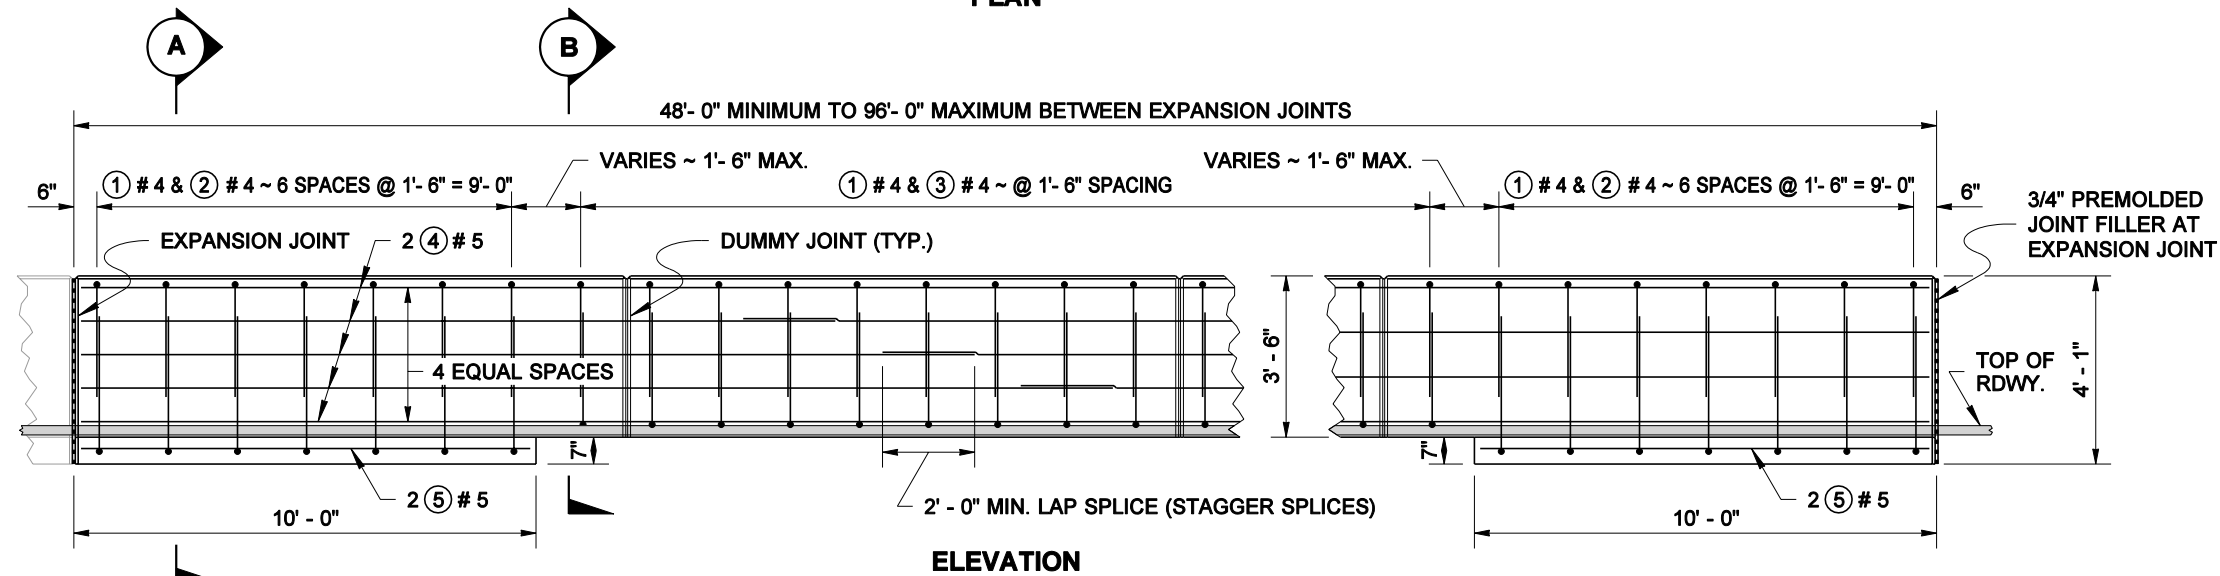 PLAN
A
B
48'- 0" MINIMUM TO 96'- 0" MAXIMUM BETWEEN EXPANSION JOINTS
VARIES ~ 1'- 6" MAX.
VARIES ~ 1'- 6" MAX.
6"
1 # 4 & 2 # 4 ~ 6 SPACES @ 1'- 6" = 9'- 0"
1 # 4 & 3 # 4 ~ @ 1'- 6" SPACING
1 # 4 & 2 # 4 ~ 6 SPACES @ 1'- 6" = 9'- 0"
6"
3/4" PREMOLDED
JOINT FILLER AT
EXPANSION JOINT
EXPANSION JOINT
2 4 # 5
DUMMY JOINT (TYP.)
4 EQUAL SPACES
3' - 6"
TOP OF
RDWY.
4' - 1"
7"
7"
2 5 # 5
2' - 0" MIN. LAP SPLICE (STAGGER SPLICES)
2 5 # 5
10' - 0"
10' - 0"
ELEVATION